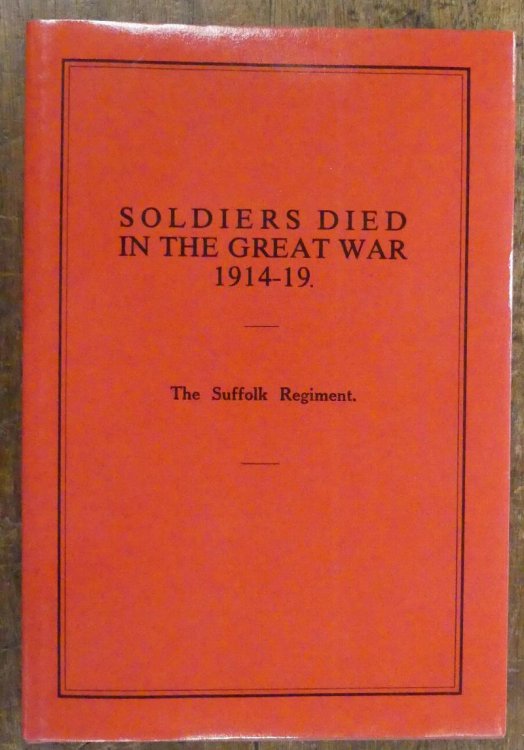 SOLDIERS DIED
IN THE GREAT WAR
1914-19.
The Suffolk Regiment.